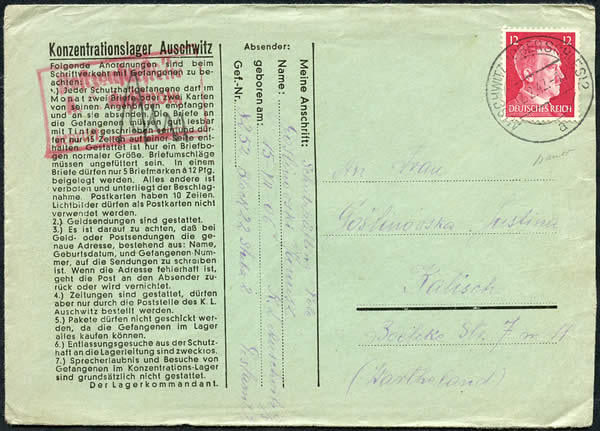 Konzentrationslager Auschwitz
Folgende Anordnungen sind beim
Schriftverkehr mit Gefangenen zu be-
achten:
1.) Jeder Schutzhaftgefangene darf im
Monat zwei Briefe oder zwei Karten
von seinen Angehörigen empfangen
und an sie absenden. Die Briefe an
die Gefangenen müssen gut lesbar
mit Tinte geschrieben sein und dür-
fen nur 15 Zeilen auf einer Seite ent-
halten. Gestattet ist nur ein Briefbo-
gen normaler Größe. Briefumschläge
müssen ungefüttert sein. In einem
Briefe dürfen nur 5 Briefmarken à 12 Pfg.
beigelegt werden. Alles andere ist
verboten und unterliegt der Beschlag-
nahme. Postkarten haben 10 Zeilen.
Lichtbilder dürfen als Postkarten nicht
verwendet werden.
2.) Geldsendungen sind gestattet.
3.) Es ist darauf zu achten, daß bei
Geld- oder Postsendungen die ge-
naue Adresse, bestehend aus: Name,
Geburtsdatum, und Gefangenen Num-
mer, auf die Sendungen zu schreiben
ist. Wenn die Adresse fehlerhaft ist,
geht die Post an den Absender zu-
rück oder wird vernichtet.
4.) Zeitungen sind gestattet, dürfen
aber nur durch die Poststelle des K. L.
Auschwitz bestellt werden.
5.) Pakete dürfen nicht geschickt wer-
den, da die Gefangenen im Lager
alles kaufen können.
6.) Entlassungsgesuche aus der Schutz-
haft an die Lagerleitung sind zwecklos.
7.) Sprecherlaubnis und Besuche von
Gefangenen im Konzentrations-Lager
sind grundsätzlich nicht gestattet.
Der Lagerkommandant.
Absender:
Meine Anschrift:
Name:
geboren am:
Gef.-Nr.
Block 22
12 12
DEUTSCHES REICH
AUSCHWITZ
An Frau
Kalisch
Str. 7
(Wartheland)